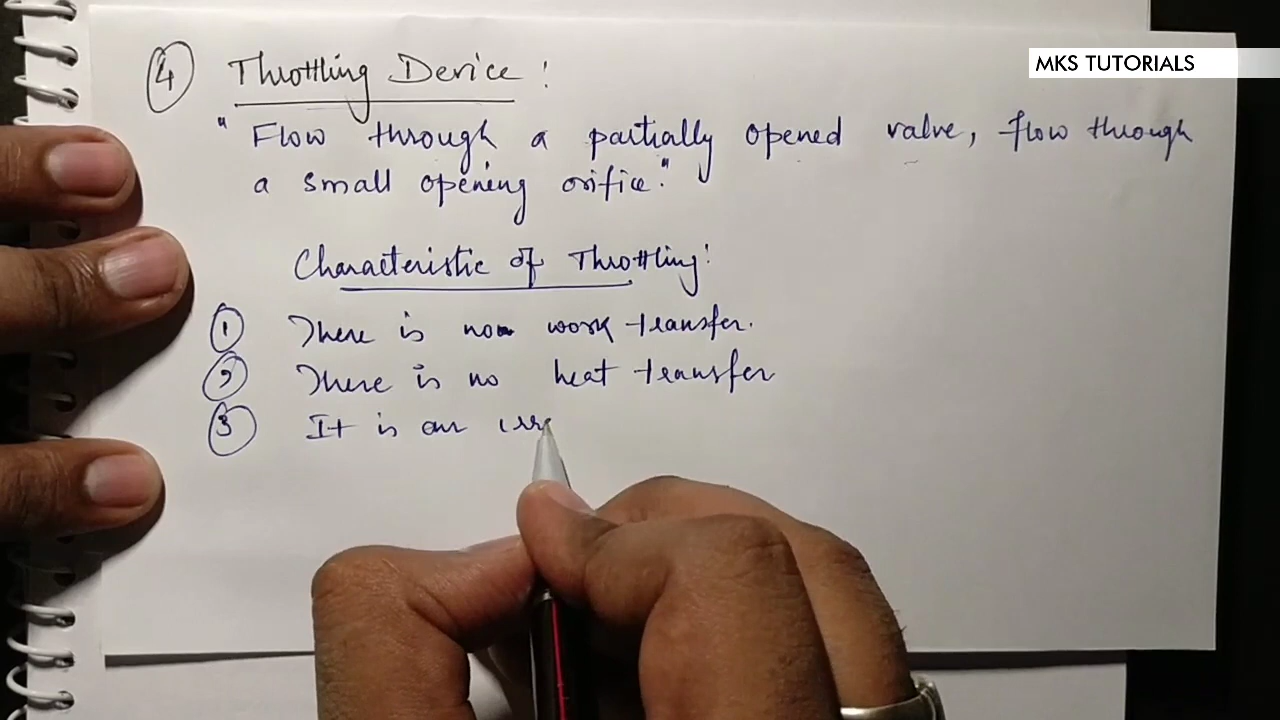 MKS TUTORIALS
4 Throttling Device :
" Flow through a partially opened valve, flow through
a small opening orifice."
Characteristic of Throttling :
1 There is no work transfer.
2 There is no heat transfer
3 It is an irr